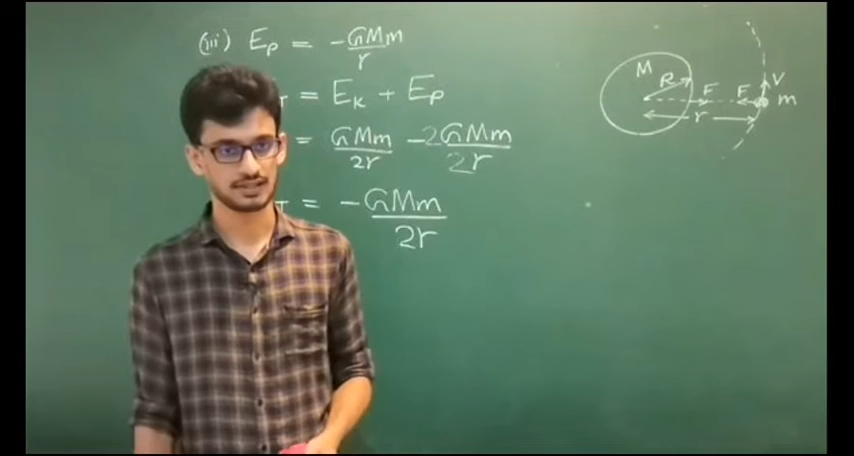 (iii) Eₚ = - GMm/r
T = Eₖ + Eₚ
= GMm/2r - 2GMm/2r
T = - GMm/2r
M R F F V m
r